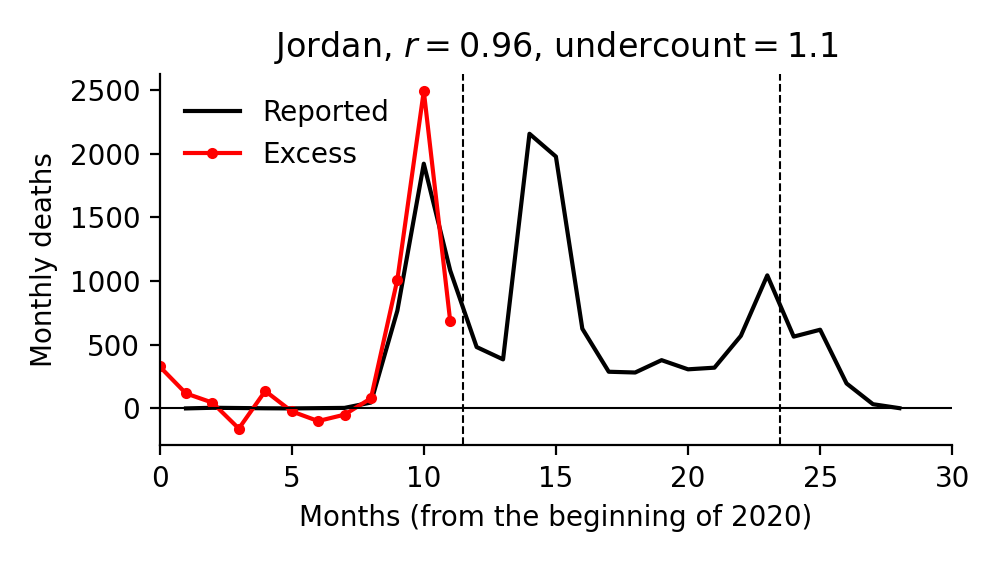 Jordan, r = 0.96, undercount = 1.1
Reported
Excess
Monthly deaths
2500
2000
1500
1000
500
0
0 5 10 15 20 25 30
Months (from the beginning of 2020)